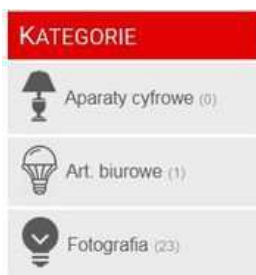 KATEGORIE
Aparaty cyfrowe (0)
Art. biurowe (1)
Fotografia (23)